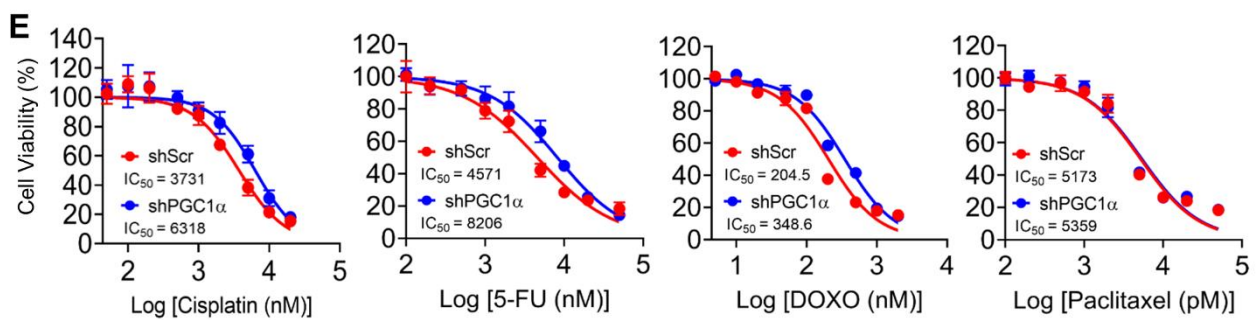 E
Cell Viability (%)
140
120
100
80
60
40
20
0
shScr
IC50 = 3731
shPGC1α
IC50 = 6318
2 3 4 5
Log [Cisplatin (nM)]
120
100
80
60
40
20
0
shScr
IC50 = 4571
shPGC1α
IC50 = 8206
2 3 4 5
Log [5-FU (nM)]
120
100
80
60
40
20
0
shScr
IC50 = 204.5
shPGC1α
IC50 = 348.6
1 2 3 4
Log [DOXO (nM)]
120
100
80
60
40
20
0
shScr
IC50 = 5173
shPGC1α
IC50 = 5359
2 3 4 5
Log [Paclitaxel (pM)]